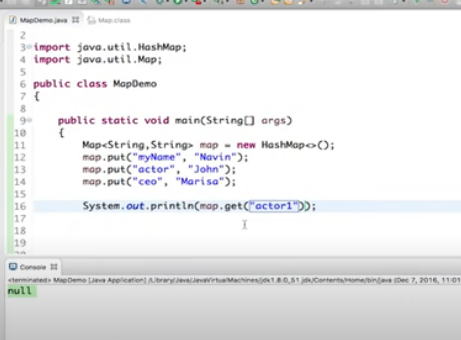 MapDemo.java Map.class
2
3 import java.util.HashMap;
4 import java.util.Map;
5
6 public class MapDemo
7 {
8
9 public static void main(String[] args)
10 {
11 Map<String,String> map = new HashMap<>();
12 map.put("myName", "Navin");
13 map.put("actor", "John");
14 map.put("ceo", "Marisa");
15
16 System.out.println(map.get("actor1"));
17
18
19
Console
<terminated> MapDemo [Java Application] /Library/Java/JavaVirtualMachines/jdk1.8.0_51.jdk/Contents/Home/bin/java (Dec 7, 2016, 11:01
null